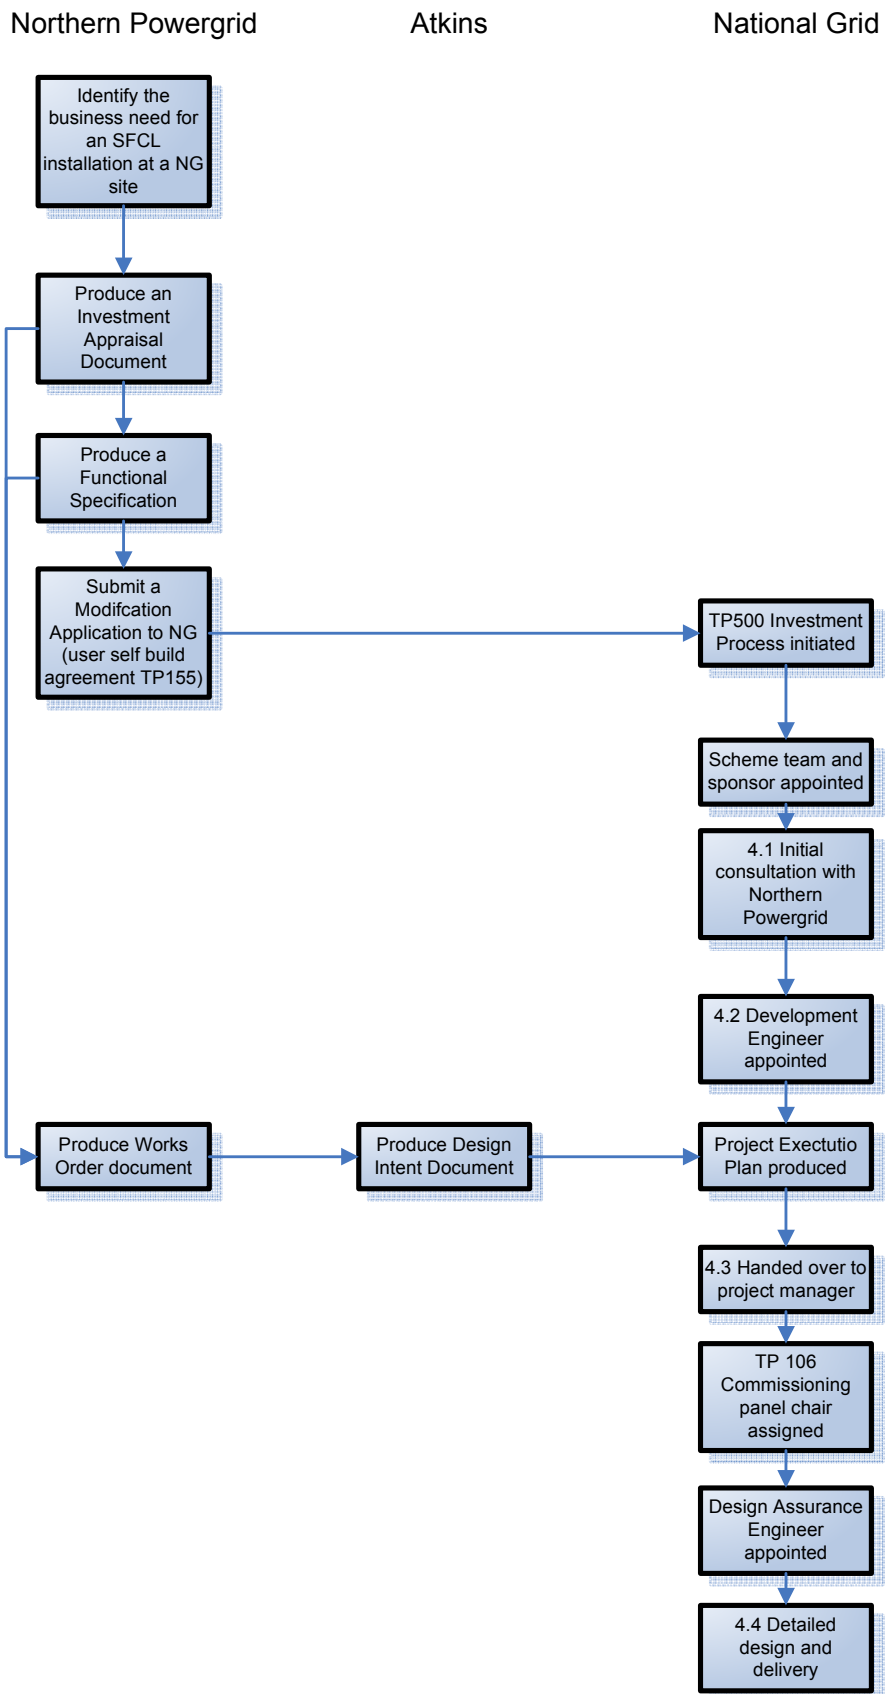 Northern Powergrid
Atkins
National Grid
Identify the
business need for
an SFCL
installation at a NG
site
Produce an
Investment
Appraisal
Document
Produce a
Functional
Specification
Submit a
Modifcation
Application to NG
(user self build
agreement TP155)
TP500 Investment
Process initiated
Scheme team and
sponsor appointed
4.1 Initial
consultation with
Northern
Powergrid
4.2 Development
Engineer
appointed
Produce Works
Order document
Produce Design
Intent Document
Project Exectutio
Plan produced
4.3 Handed over to
project manager
TP 106
Commissioning
panel chair
assigned
Design Assurance
Engineer
appointed
4.4 Detailed
design and
delivery